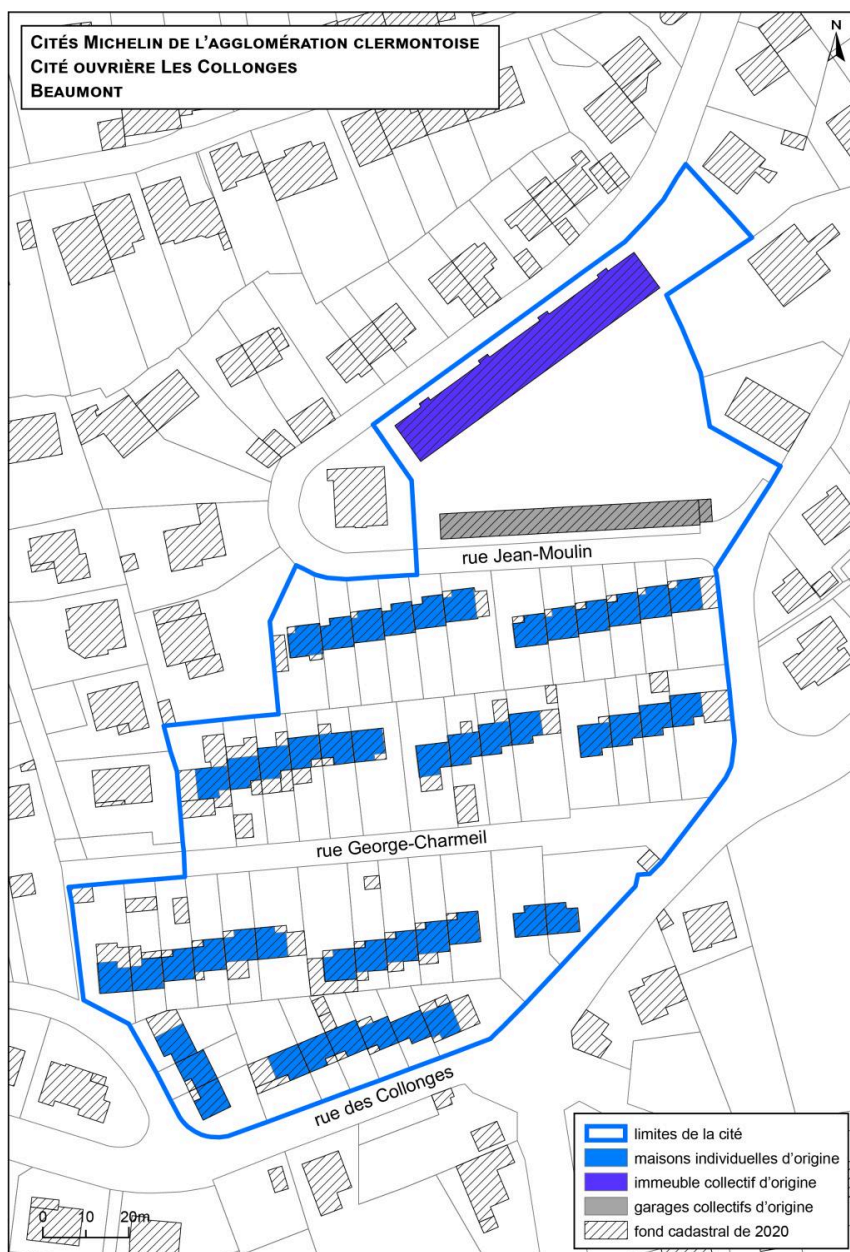 CITÉS MICHELIN DE L'AGGLOMÉRATION CLERMONTOISE
CITÉ OUVRIÈRE LES COLLONGES
BEAUMONT
N
rue Jean-Moulin
rue George-Charmeil
rue des Collonges
limites de la cité
maisons individuelles d'origine
immeuble collectif d'origine
garages collectifs d'origine
fond cadastral de 2020
0 10 20m